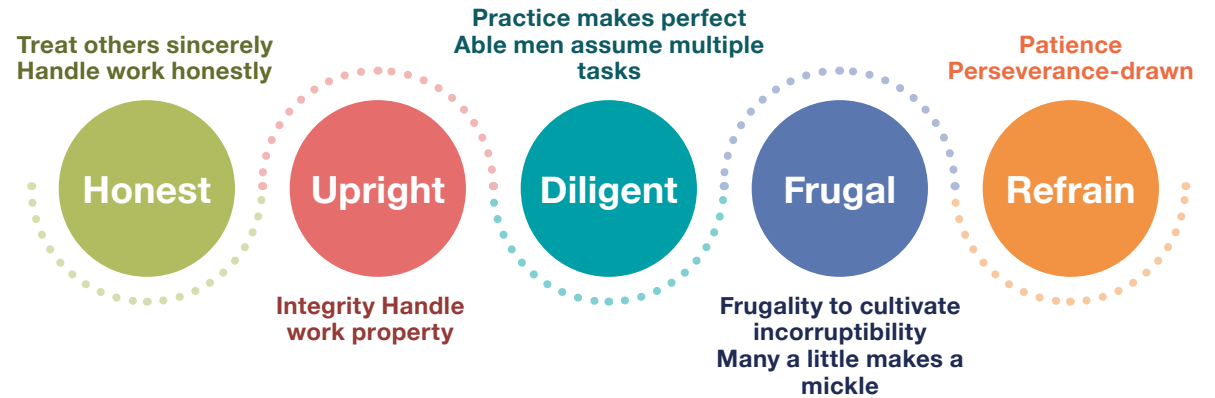 Treat others sincerely
Handle work honestly
Honest
Upright
Integrity Handle
work property
Practice makes perfect
Able men assume multiple
tasks
Diligent
Frugal
Frugality to cultivate
incorruptibility
Many a little makes a
mickle
Patience
Perseverance-drawn
Refrain